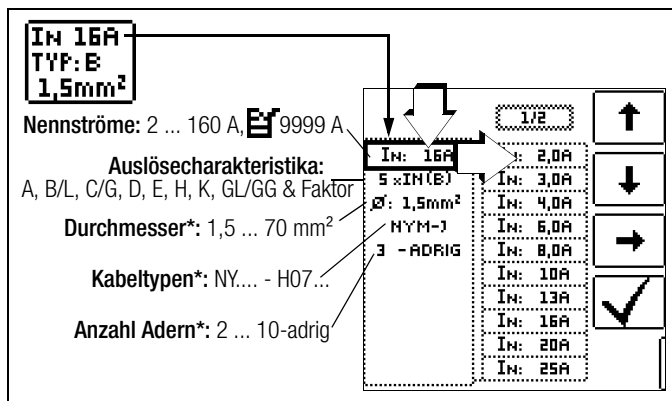 IN 16A
TYP: B
1,5mm²
Nennströme: 2 ... 160 A, 9999 A
Auslösecharakteristika:
A, B/L, C/G, D, E, H, K, GL/GG & Faktor
Durchmesser*: 1,5 ... 70 mm²
Kabeltypen*: NY.... - H07...
Anzahl Adern*: 2 ... 10-adrig
IN: 16A
5 xIN(B)
Ø: 1,5mm²
NYM-J
3 -ADRIG
1/2
: 2,0A
IN: 3,0A
IN: 4,0A
IN: 6,0A
IN: 8,0A
IN: 10A
IN: 13A
IN: 16A
IN: 20A
IN: 25A